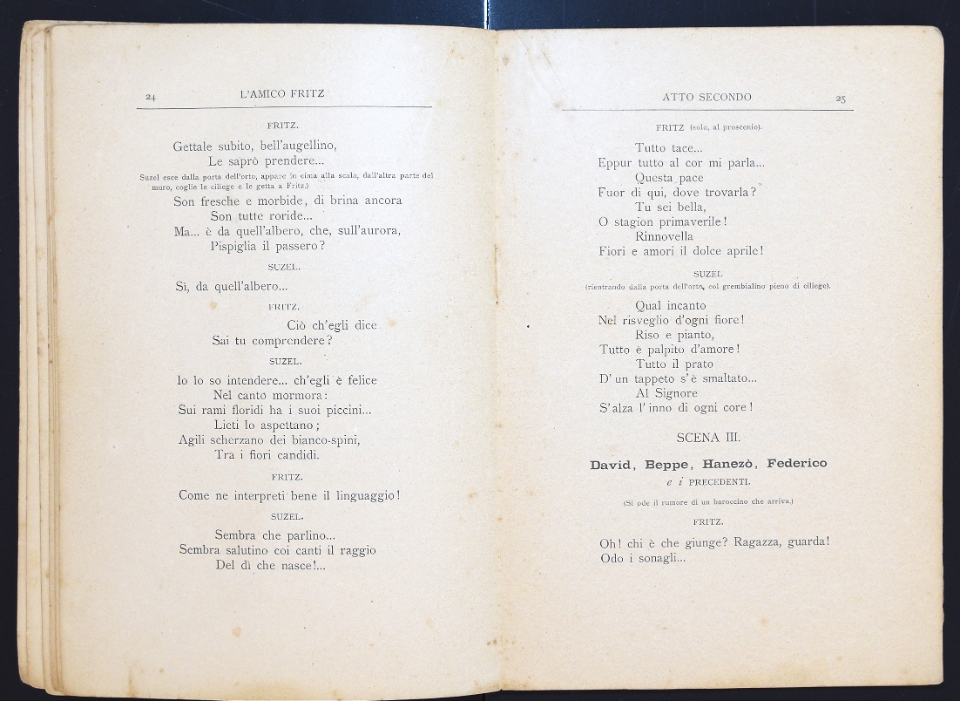 24
L'AMICO FRITZ
FRITZ.
Gettale subito, bell'augellino,
Le saprò prendere...
Suzel esce dalla porta dell'orto, appare in cima alla scala, dall'altra parte del
muro, coglie le ciliege e le getta a Fritz.)
Son fresche e morbide, di brina ancora
Son tutte roride...
Ma... è da quell'albero, che, sull'aurora,
Pispiglia il passero?
SUZEL.
Sì, da quell'albero...
FRITZ.
Ciò ch'egli dice
Sai tu comprendere?
SUZEL.
Io lo so intendere... ch'egli è felice
Nel canto mormora:
Sui rami floridi ha i suoi piccini...
Lieti lo aspettano;
Agili scherzano dei bianco-spini,
Tra i fiori candidi.
FRITZ.
Come ne interpreti bene il linguaggio!
SUZEL.
Sembra che parlino...
Sembra salutino coi canti il raggio
Del dì che nasce!...
ATTO SECONDO
25
FRITZ (solo, al proscenio).
Tutto tace...
Eppur tutto al cor mi parla...
Questa pace
Fuor di qui, dove trovarla?
Tu sei bella,
O stagion primaverile!
Rinnovella
Fiori e amori il dolce aprile!
SUZEL
(rientrando dalla porta dell'orto, col grembialino pieno di ciliege).
Qual incanto
Nel risveglio d'ogni fiore!
Riso e pianto,
Tutto è palpito d'amore!
Tutto il prato
D'un tappeto s'è smaltato...
Al Signore
S'alza l'inno di ogni core!
SCENA III.
David, Beppe, Hanezò, Federico
e i PRECEDENTI.
(Si ode il rumore di un baroccino che arriva.)
FRITZ.
Oh! chi è che giunge? Ragazza, guarda!
Odo i sonagli...